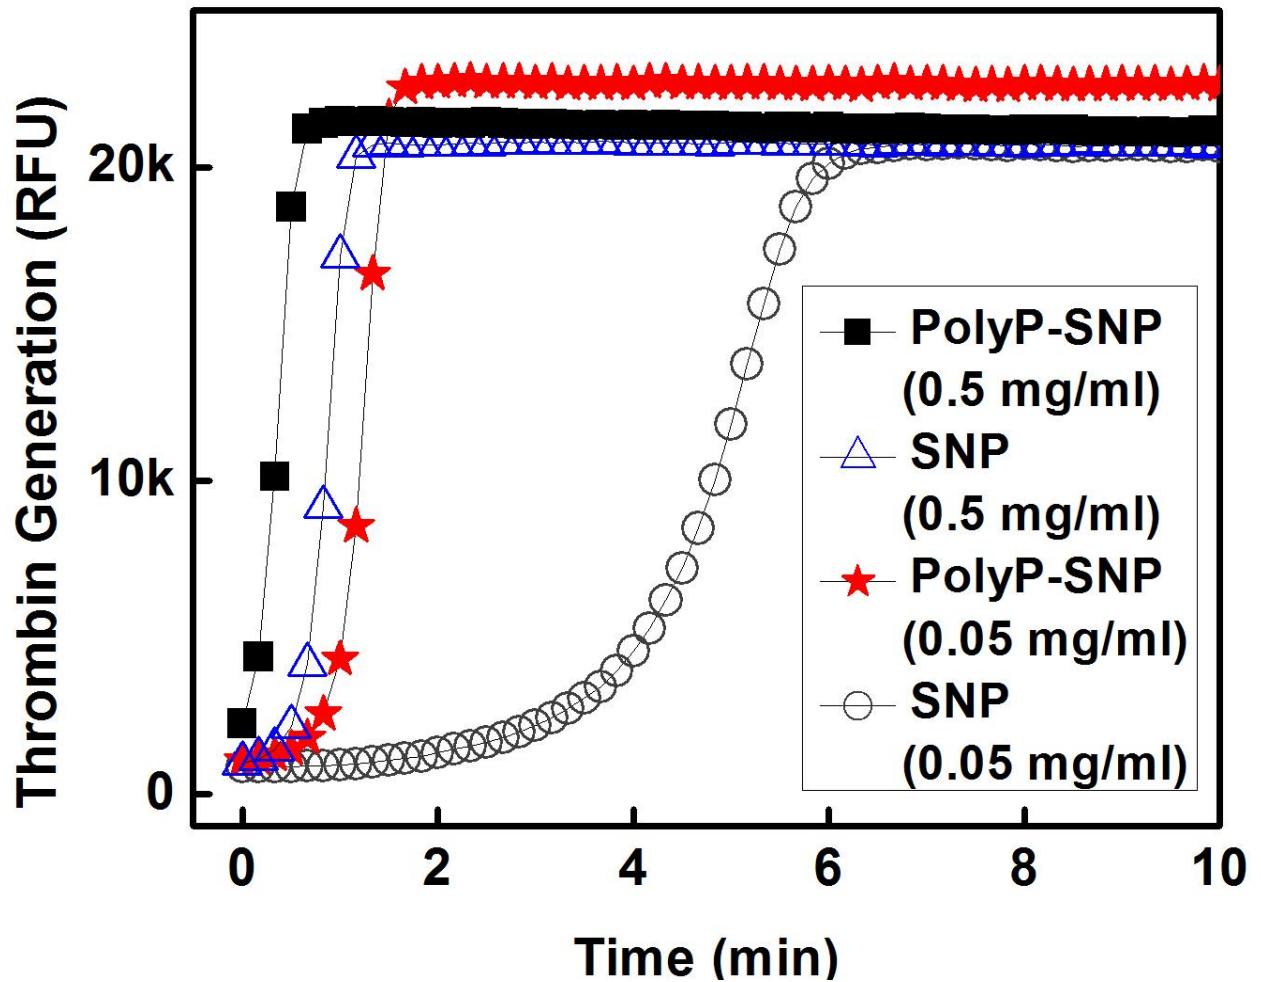 Thrombin Generation (RFU)
20k
10k
0
PolyP-SNP
(0.5 mg/ml)
SNP
(0.5 mg/ml)
PolyP-SNP
(0.05 mg/ml)
SNP
(0.05 mg/ml)
0 2 4 6 8 10
Time (min)